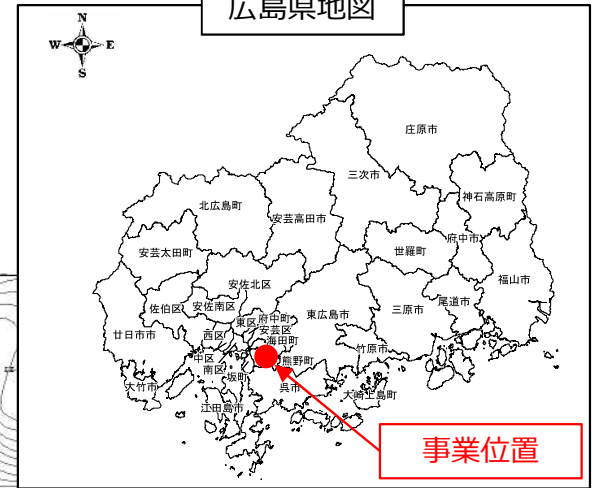 広島県地図
N
W E
S
庄原市
三次市
神石高原町
北広島町
安芸高田市
府中市
世羅町
安芸太田町
福山市
安佐北区
尾道市
三原市
東広島市
佐伯区
安佐南区
府中町
東区
安芸区
廿日市市
西区
海田町
竹原市
中区
熊野町
南区
坂町
大竹市
呉市
大崎上島町
江田島市
事業位置